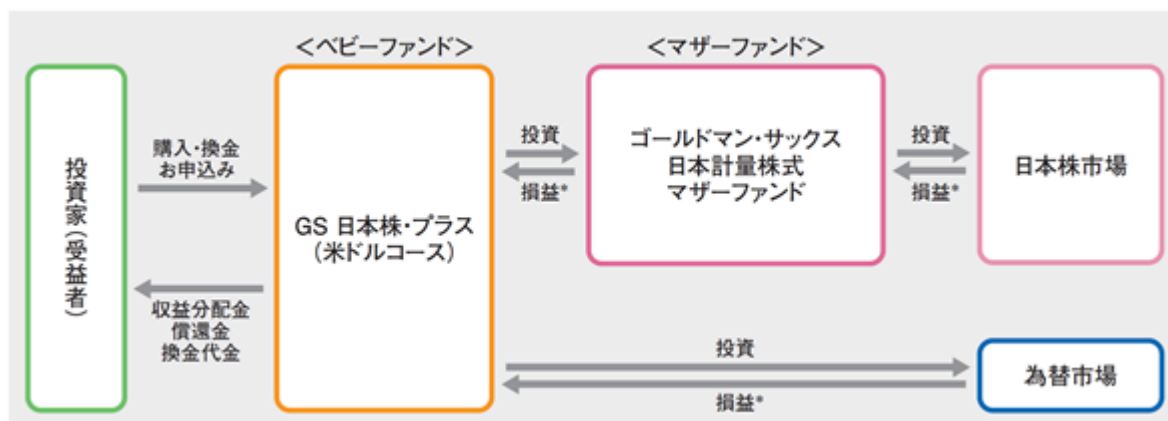 <ベビーファンド>
<マザーファンド>
投資家（受益者）
購入・換金
お申込み
収益分配金
償還金
換金代金
GS 日本株・プラス
（米ドルコース）
投資
損益*
ゴールドマン・サックス
日本計量株式
マザーファンド
投資
損益*
日本株市場
投資
損益*
為替市場